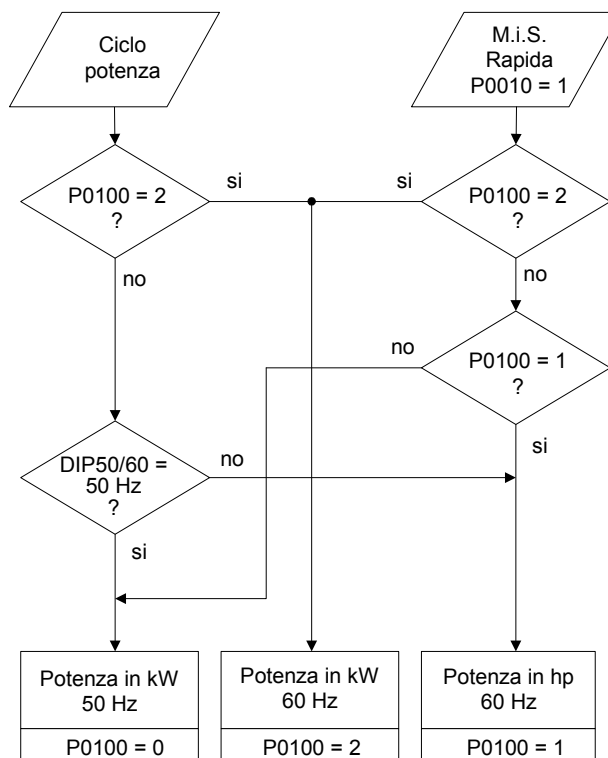 Ciclo
potenza
M.i.S.
Rapida
P0010 = 1
P0100 = 2
?
si
si
P0100 = 2
?
no
no
no
P0100 = 1
?
si
DIP50/60 =
50 Hz
?
no
si
Potenza in kW
50 Hz
P0100 = 0
Potenza in kW
60 Hz
P0100 = 2
Potenza in hp
60 Hz
P0100 = 1